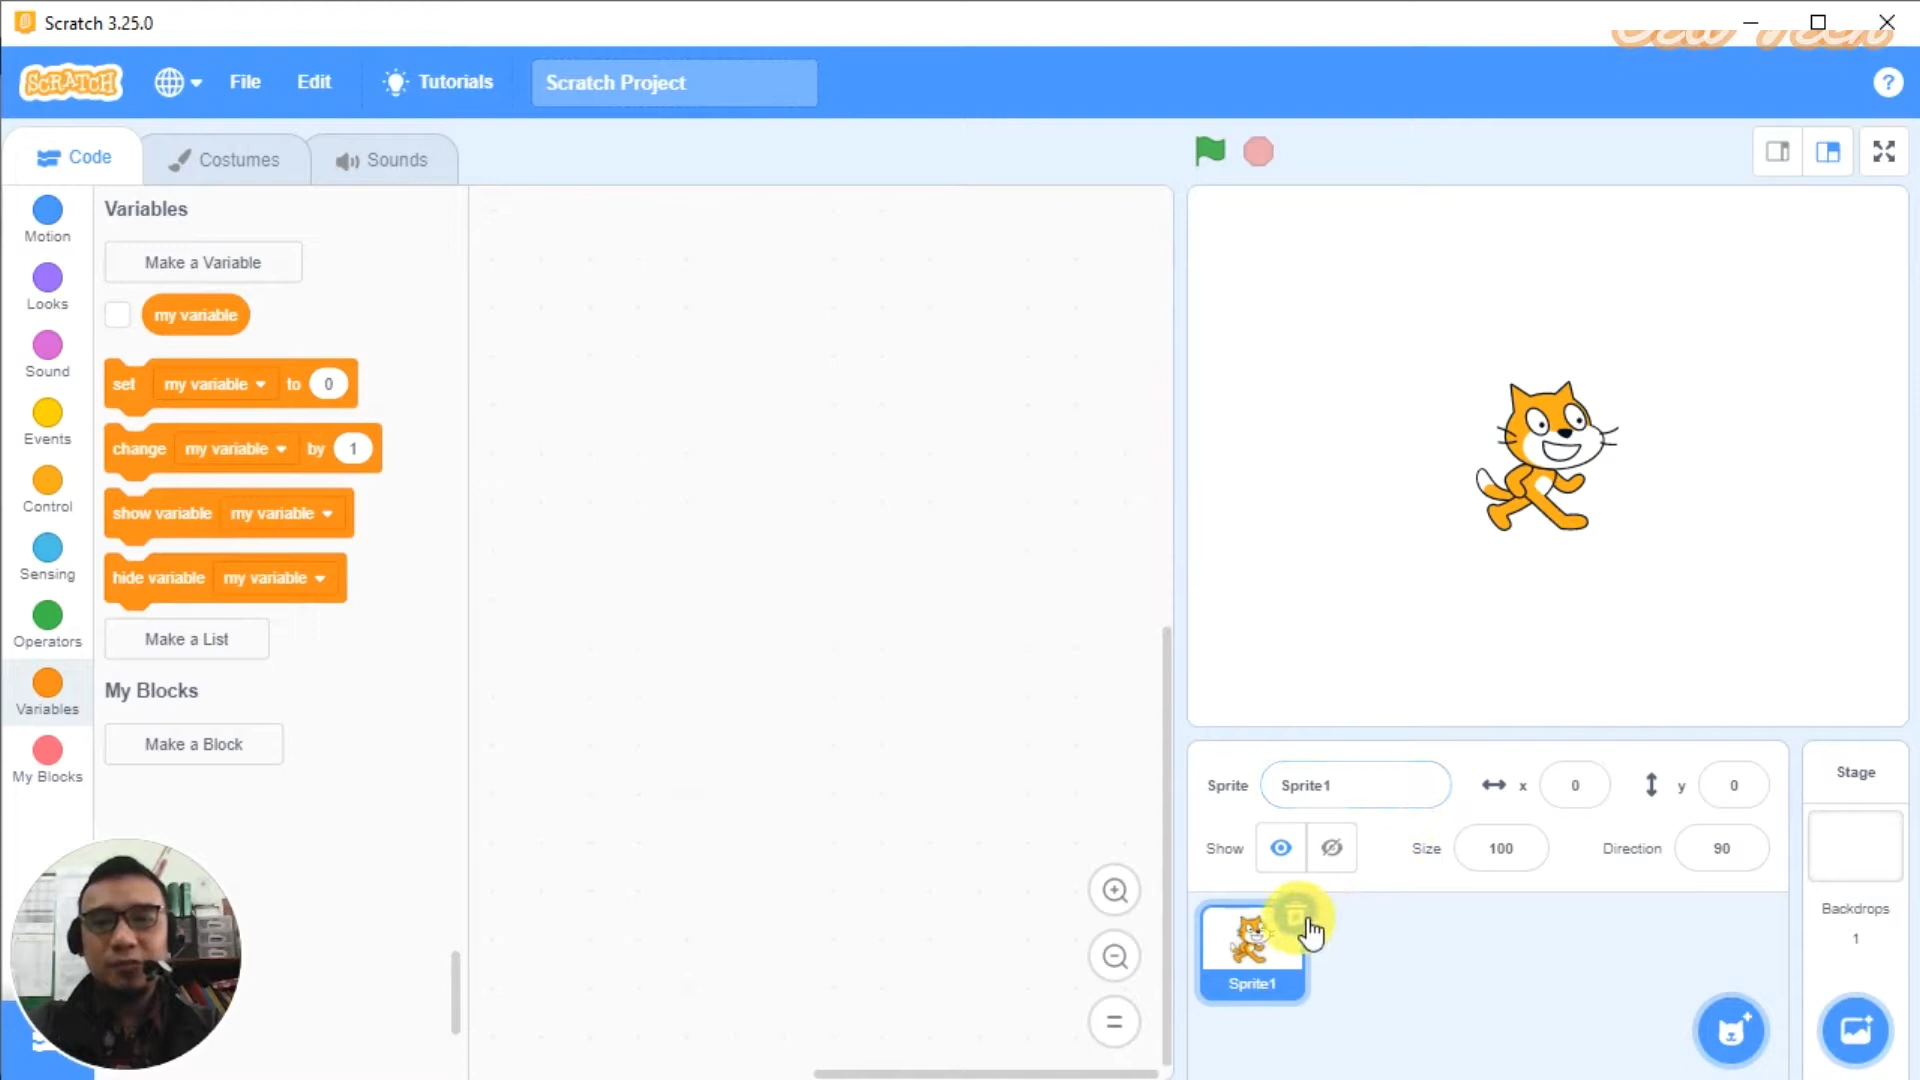 Scratch 3.25.0
SCRATCH
File
Edit
Tutorials
Scratch Project
?
Code
Costumes
Sounds
Motion
Looks
Sound
Events
Control
Sensing
Operators
Variables
My Blocks
Variables
Make a Variable
my variable
set my variable to 0
change my variable by 1
show variable my variable
hide variable my variable
Make a List
My Blocks
Make a Block
Sprite Sprite1 x 0 y 0
Show Size 100 Direction 90
Sprite1
Stage
Backdrops
1